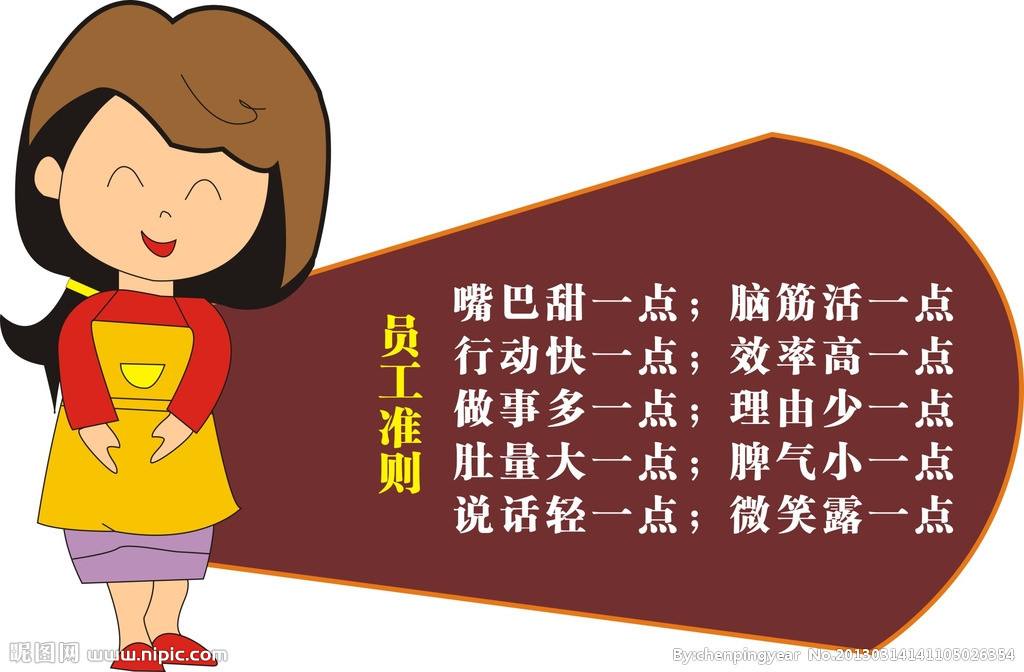 员工准则
嘴巴甜一点；脑筋活一点
行动快一点；效率高一点
做事多一点；理由少一点
肚量大一点；脾气小一点
说话轻一点；微笑露一点
昵图网 www.nipic.com
By:chenpingyear No.20130314141105026354